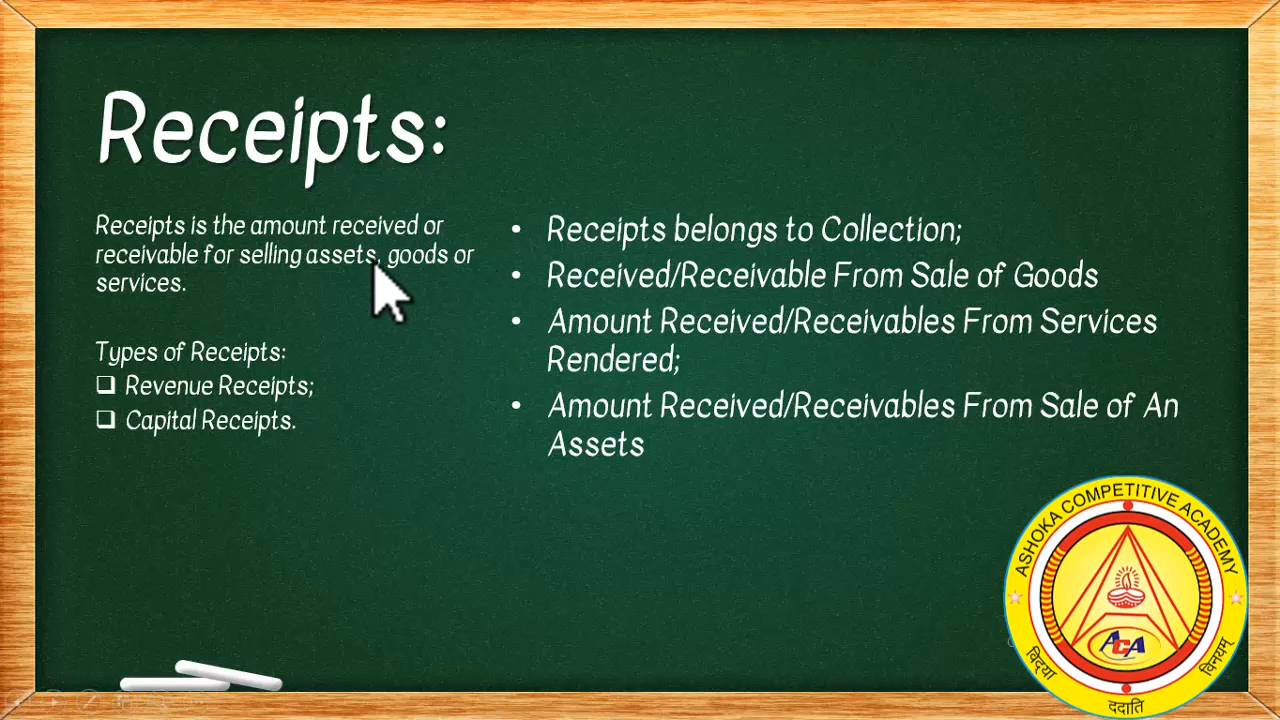 Receipts:
Receipts is the amount received or
receivable for selling assets, goods or
services.
Types of Receipts:
❑ Revenue Receipts;
❑ Capital Receipts.
• Receipts belongs to Collection;
• Received/Receivable From Sale of Goods
• Amount Received/Receivables From Services
Rendered;
• Amount Received/Receivables From Sale of An
Assets
ASHOKA COMPETITIVE ACADEMY
ACA
विद्या
ददाति
विनयम्